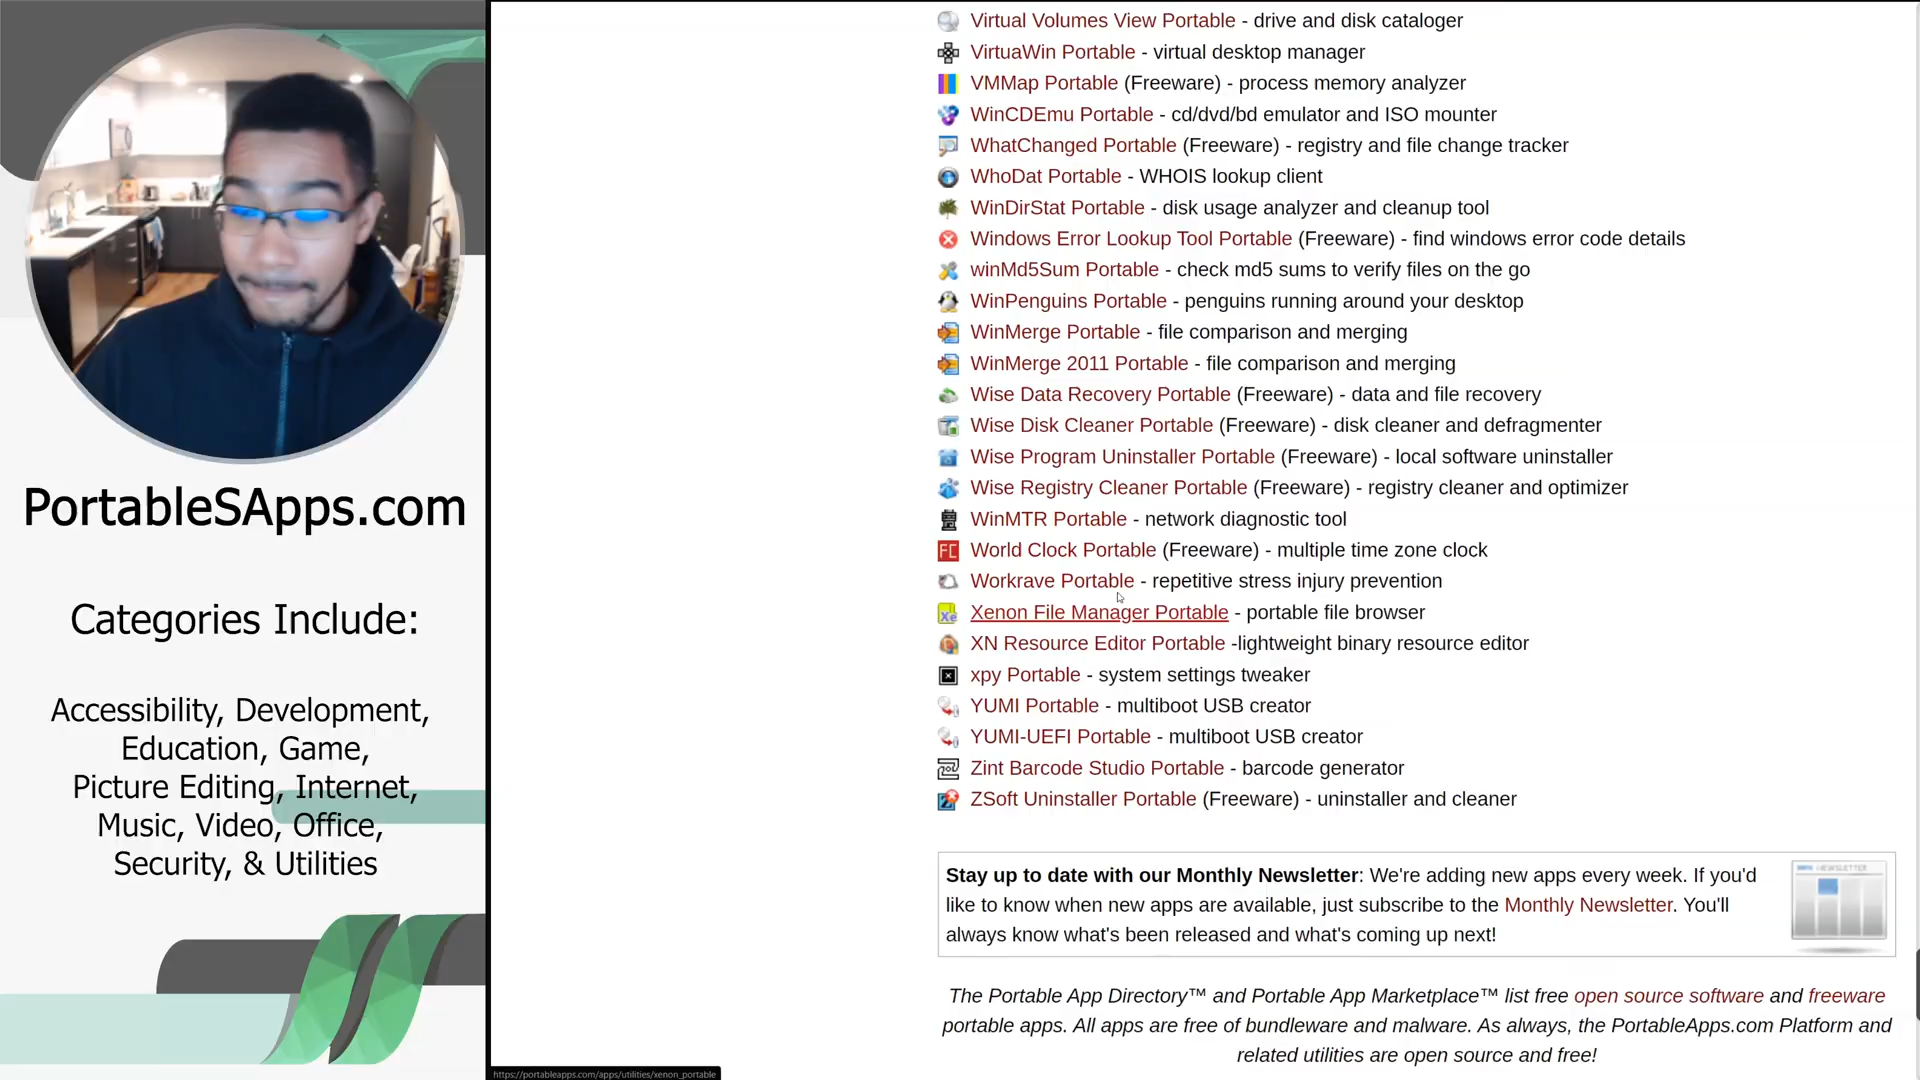 PortableSApps.com
Categories Include:
Accessibility, Development,
Education, Game,
Picture Editing, Internet,
Music, Video, Office,
Security, & Utilities
Virtual Volumes View Portable - drive and disk cataloger
VirtuaWin Portable - virtual desktop manager
VMMap Portable (Freeware) - process memory analyzer
WinCDEmu Portable - cd/dvd/bd emulator and ISO mounter
WhatChanged Portable (Freeware) - registry and file change tracker
WhoDat Portable - WHOIS lookup client
WinDirStat Portable - disk usage analyzer and cleanup tool
Windows Error Lookup Tool Portable (Freeware) - find windows error code details
winMd5Sum Portable - check md5 sums to verify files on the go
WinPenguins Portable - penguins running around your desktop
WinMerge Portable - file comparison and merging
WinMerge 2011 Portable - file comparison and merging
Wise Data Recovery Portable (Freeware) - data and file recovery
Wise Disk Cleaner Portable (Freeware) - disk cleaner and defragmenter
Wise Program Uninstaller Portable (Freeware) - local software uninstaller
Wise Registry Cleaner Portable (Freeware) - registry cleaner and optimizer
WinMTR Portable - network diagnostic tool
FC World Clock Portable (Freeware) - multiple time zone clock
Workrave Portable - repetitive stress injury prevention
Xe Xenon File Manager Portable - portable file browser
XN Resource Editor Portable -lightweight binary resource editor
xpy Portable - system settings tweaker
YUMI Portable - multiboot USB creator
YUMI-UEFI Portable - multiboot USB creator
Zint Barcode Studio Portable - barcode generator
ZSoft Uninstaller Portable (Freeware) - uninstaller and cleaner
Stay up to date with our Monthly Newsletter: We're adding new apps every week. If you'd
like to know when new apps are available, just subscribe to the Monthly Newsletter. You'll
always know what's been released and what's coming up next!
NEWSLETTER
The Portable App Directory™ and Portable App Marketplace™ list free open source software and freeware
portable apps. All apps are free of bundleware and malware. As always, the PortableApps.com Platform and
related utilities are open source and free!
https://portableapps.com/apps/utilities/xenon_portable